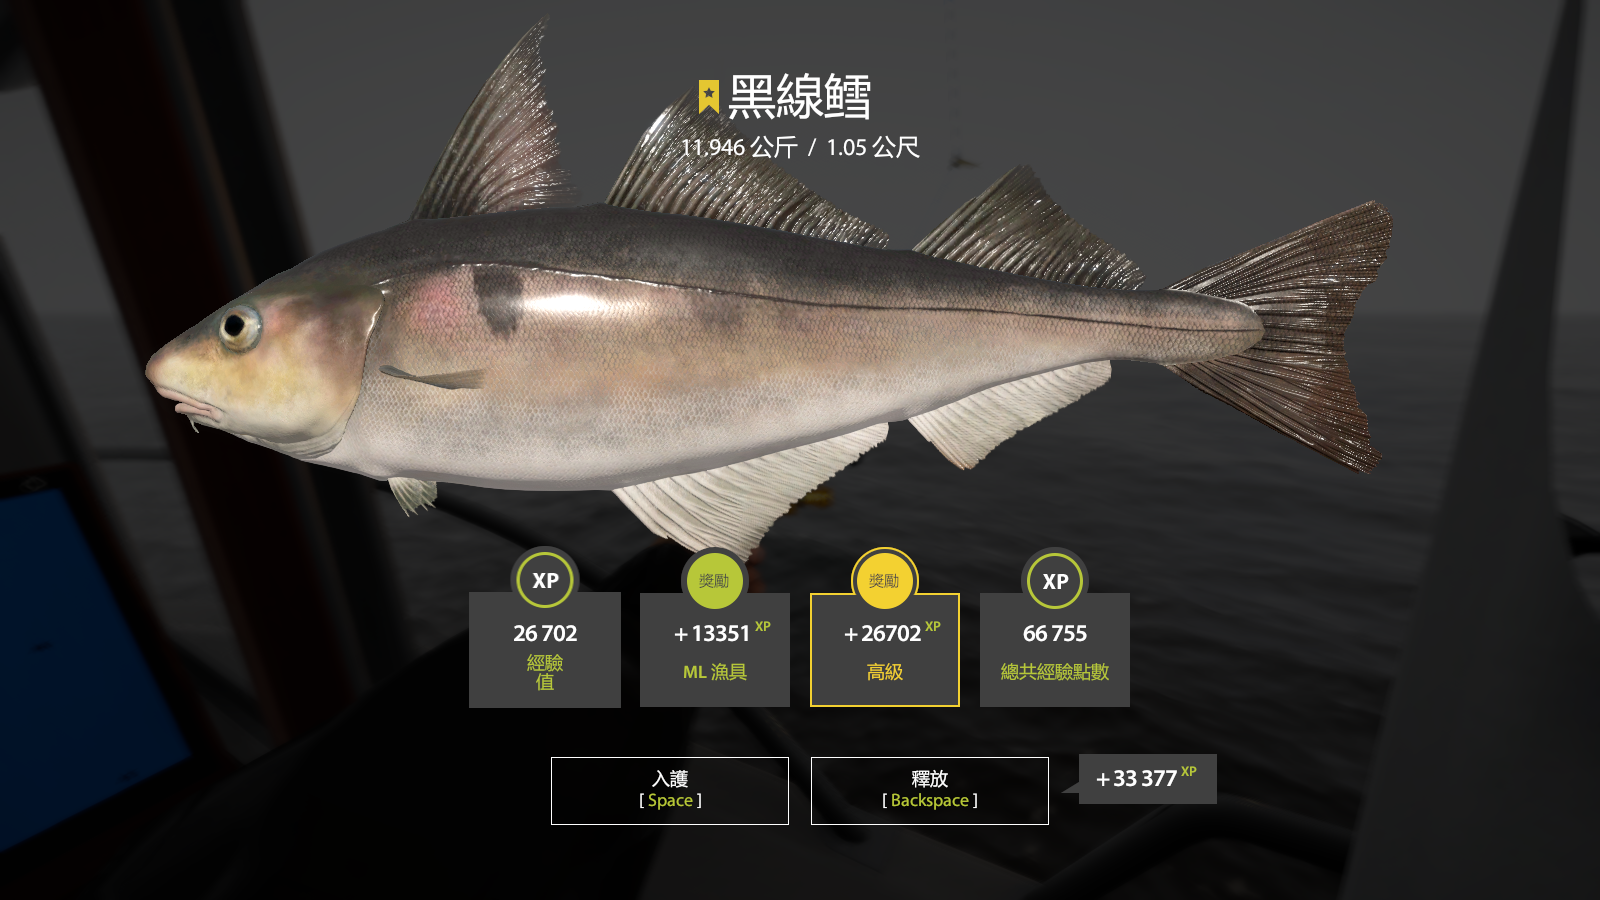 黑線鱈
11.946 公斤 / 1.05 公尺
XP
26 702
經驗
值
獎勵
+13351 XP
ML 漁具
獎勵
+26702 XP
高級
XP
66 755
總共經驗點數
入護
[ Space ]
釋放
[ Backspace ]
+33 377 XP